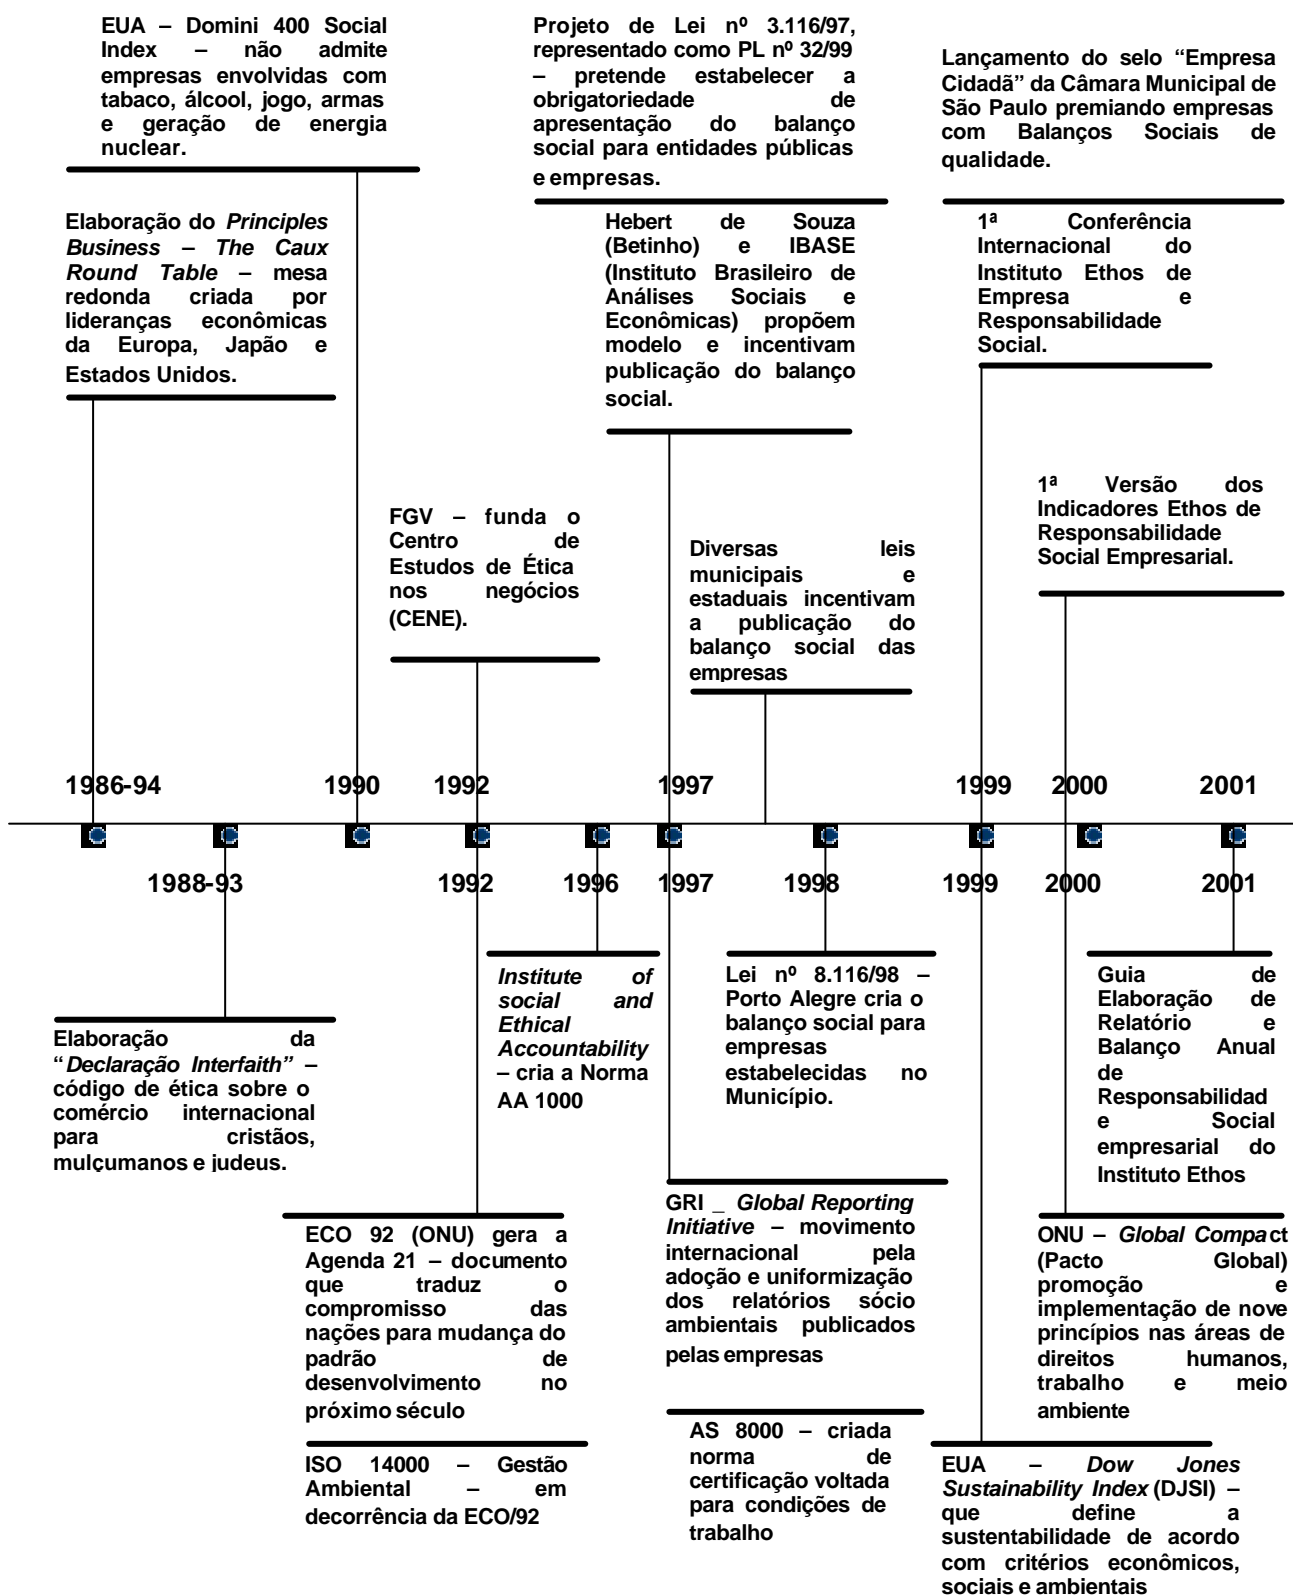 EUA – Domini 400 Social
Index – não admite
empresas envolvidas com
tabaco, álcool, jogo, armas
e geração de energia
nuclear.
Projeto de Lei nº 3.116/97,
representado como PL nº 32/99
– pretende estabelecer a
obrigatoriedade de
apresentação do balanço
social para entidades públicas
e empresas.
Lançamento do selo “Empresa
Cidadã” da Câmara Municipal de
São Paulo premiando empresas
com Balanços Sociais de
qualidade.
Elaboração do Principles
Business – The Caux
Round Table – mesa
redonda criada por
lideranças econômicas
da Europa, Japão e
Estados Unidos.
Hebert de Souza
(Betinho) e IBASE
(Instituto Brasileiro de
Análises Sociais e
Econômicas) propõem
modelo e incentivam
publicação do balanço
social.
1ª Conferência
Internacional do
Instituto Ethos de
Empresa e
Responsabilidade
Social.
FGV – funda o
Centro de
Estudos de Ética
nos negócios
(CENE).
Diversas leis
municipais e
estaduais incentivam
a publicação do
balanço social das
empresas
1ª Versão dos
Indicadores Ethos de
Responsabilidade
Social Empresarial.
1986-94 1990 1992 1997 1999 2000 2001
1988-93 1992 1996 1997 1998 1999 2000 2001
Elaboração da
“Declaração Interfaith” –
código de ética sobre o
comércio internacional
para cristãos,
mulçumanos e judeus.
Institute of
social and
Ethical
Accountability
– cria a Norma
AA 1000
Lei nº 8.116/98 –
Porto Alegre cria o
balanço social para
empresas
estabelecidas no
Município.
Guia de
Elaboração de
Relatório e
Balanço Anual
de
Responsabilidad
e Social
empresarial do
Instituto Ethos
ECO 92 (ONU) gera a
Agenda 21 – documento
que traduz o
compromisso das
nações para mudança do
padrão de
desenvolvimento no
próximo século
GRI _ Global Reporting
Initiative – movimento
internacional pela
adoção e uniformização
dos relatórios sócio
ambientais publicados
pelas empresas
ONU – Global Compact
(Pacto Global)
promoção e
implementação de nove
princípios nas áreas de
direitos humanos,
trabalho e meio
ambiente
ISO 14000 – Gestão
Ambiental – em
decorrência da ECO/92
AS 8000 – criada
norma de
certificação voltada
para condições de
trabalho
EUA – Dow Jones
Sustainability Index (DJSI) –
que define a
sustentabilidade de acordo
com critérios econômicos,
sociais e ambientais